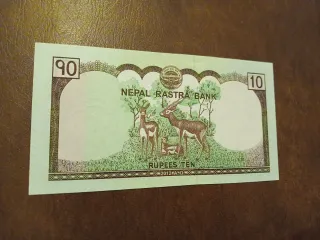 १० 10
NEPAL RASTRA BANK
RUPEES TEN